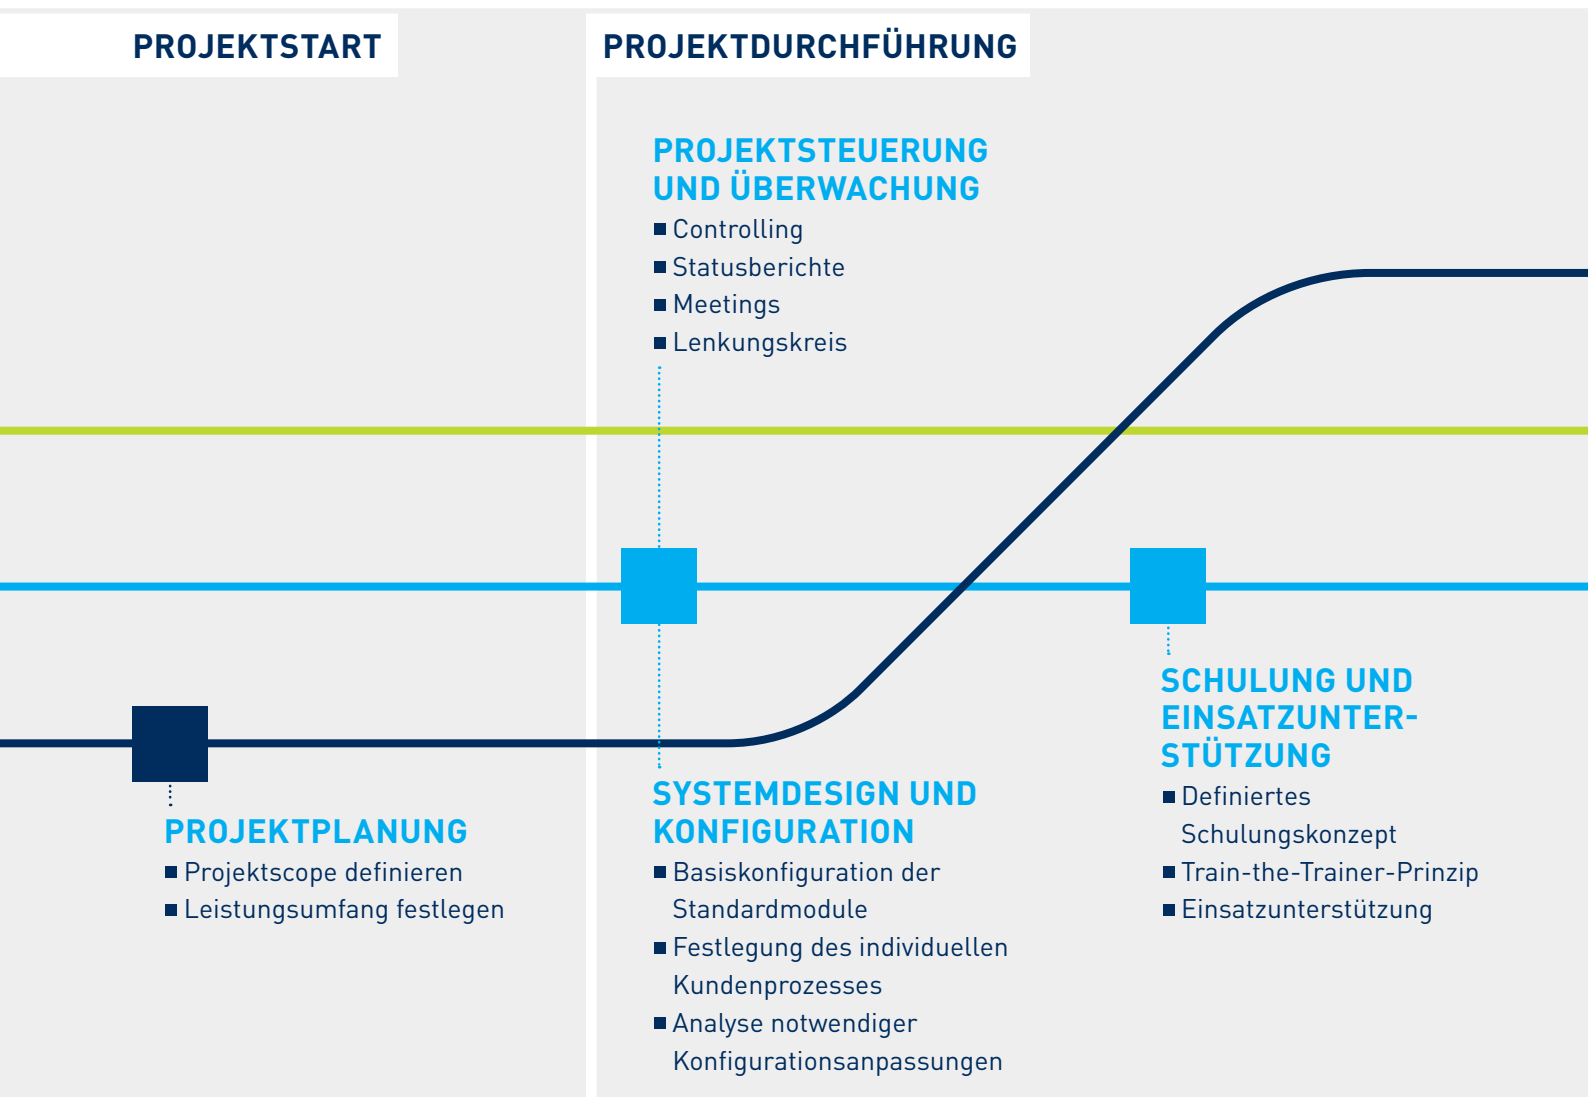 PROJEKTSTART
PROJEKTPLANUNG
■ Projektscope definieren
■ Leistungsumfang festlegen
PROJEKTDURCHFÜHRUNG
PROJEKTSTEUERUNG
UND ÜBERWACHUNG
■ Controlling
■ Statusberichte
■ Meetings
■ Lenkungskreis
SYSTEMDESIGN UND
KONFIGURATION
■ Basiskonfiguration der
Standardmodule
■ Festlegung des individuellen
Kundenprozesses
■ Analyse notwendiger
Konfigurationsanpassungen
SCHULUNG UND
EINSATZUNTER-
STÜTZUNG
■ Definiertes
Schulungskonzept
■ Train-the-Trainer-Prinzip
■ Einsatzunterstützung